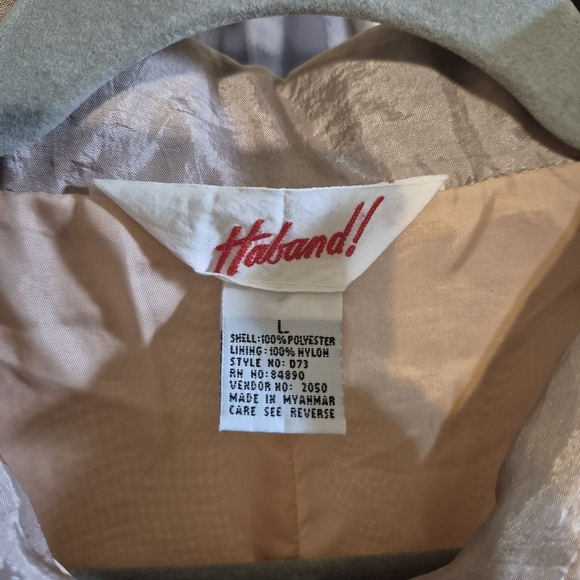 Haband!
L
SHELL:100% POLYESTER
LINING:100% NYLON
STYLE NO: D73
RN NO:84890
VENDOR NO: 2050
MADE IN MYANMAR
CARE SEE REVERSE